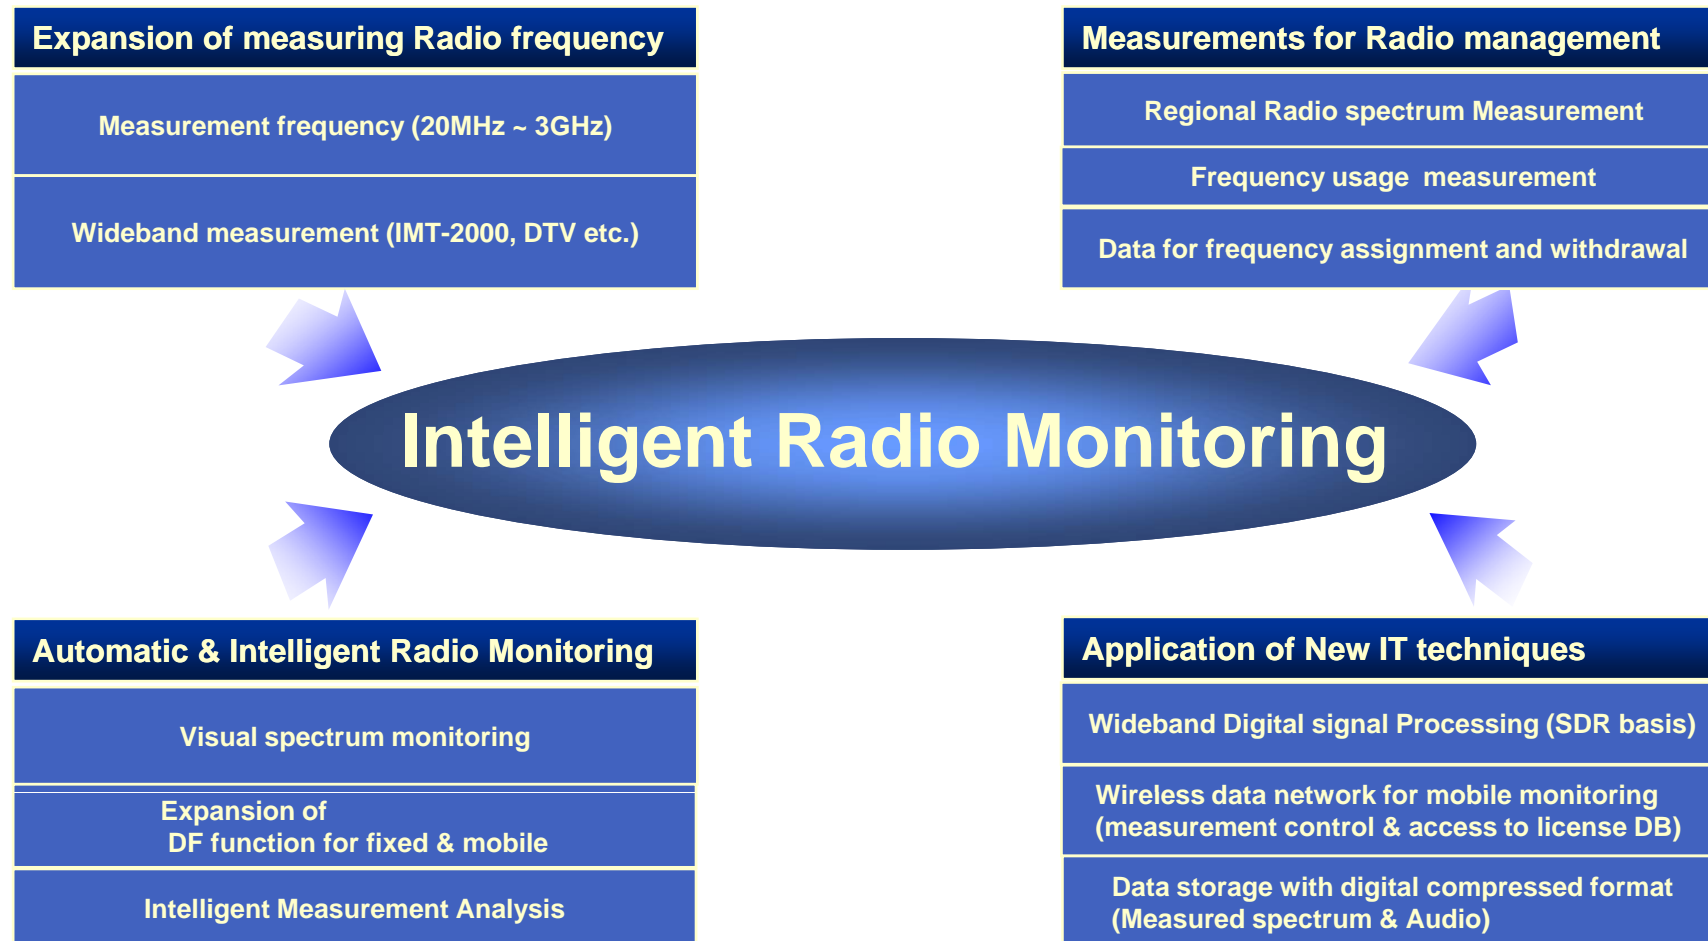 Expansion of measuring Radio frequency
Measurement frequency (20MHz ~ 3GHz)
Wideband measurement (IMT-2000, DTV etc.)
Measurements for Radio management
Regional Radio spectrum Measurement
Frequency usage measurement
Data for frequency assignment and withdrawal
Intelligent Radio Monitoring
Automatic & Intelligent Radio Monitoring
Visual spectrum monitoring
Expansion of
DF function for fixed & mobile
Intelligent Measurement Analysis
Application of New IT techniques
Wideband Digital signal Processing (SDR basis)
Wireless data network for mobile monitoring
(measurement control & access to license DB)
Data storage with digital compressed format
(Measured spectrum & Audio)